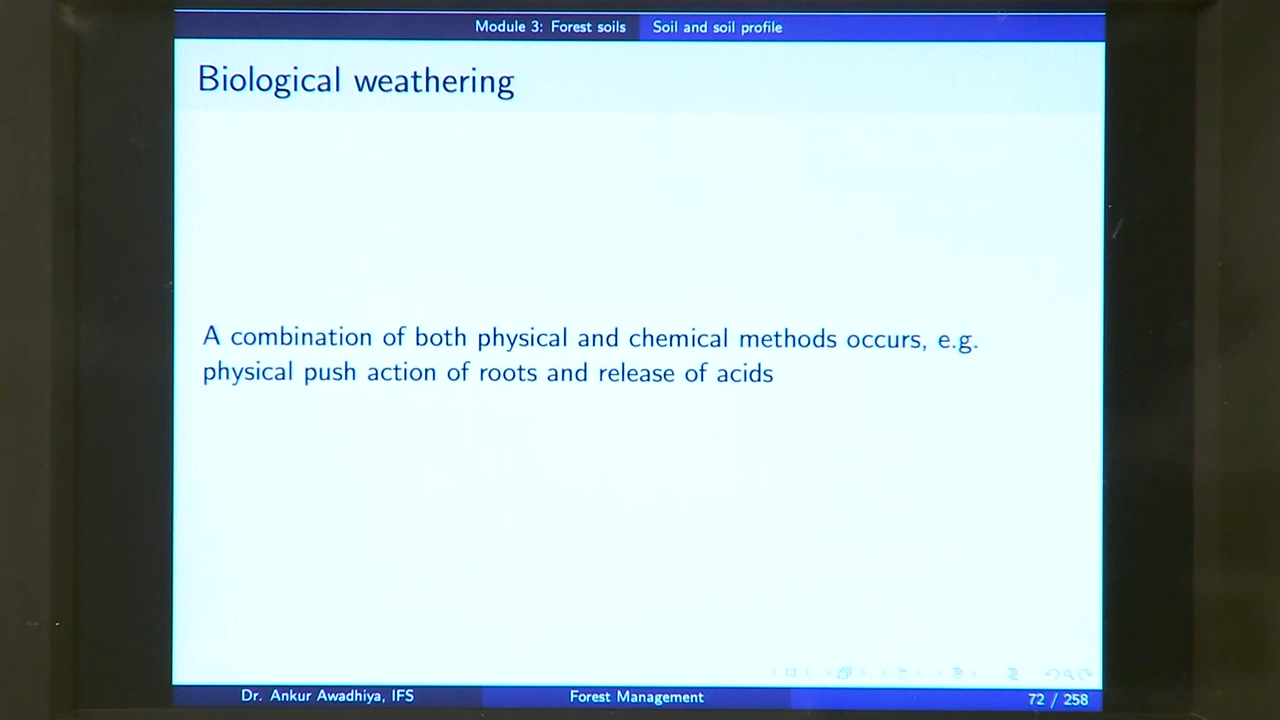 Module 3: Forest soils Soil and soil profile
Biological weathering
A combination of both physical and chemical methods occurs, e.g.
physical push action of roots and release of acids
Dr. Ankur Awadhiya, IFS Forest Management 72 / 258